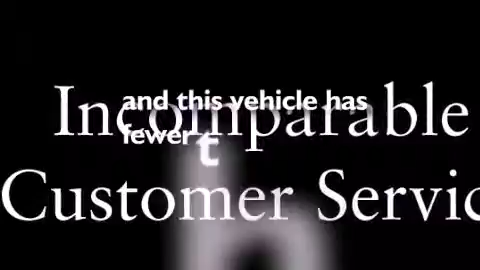 Incomparable
Customer Servic
and this vehicle has
fewer t
h